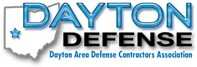 DAYTON
DEFENSE
Dayton Area Defense Contractors Association